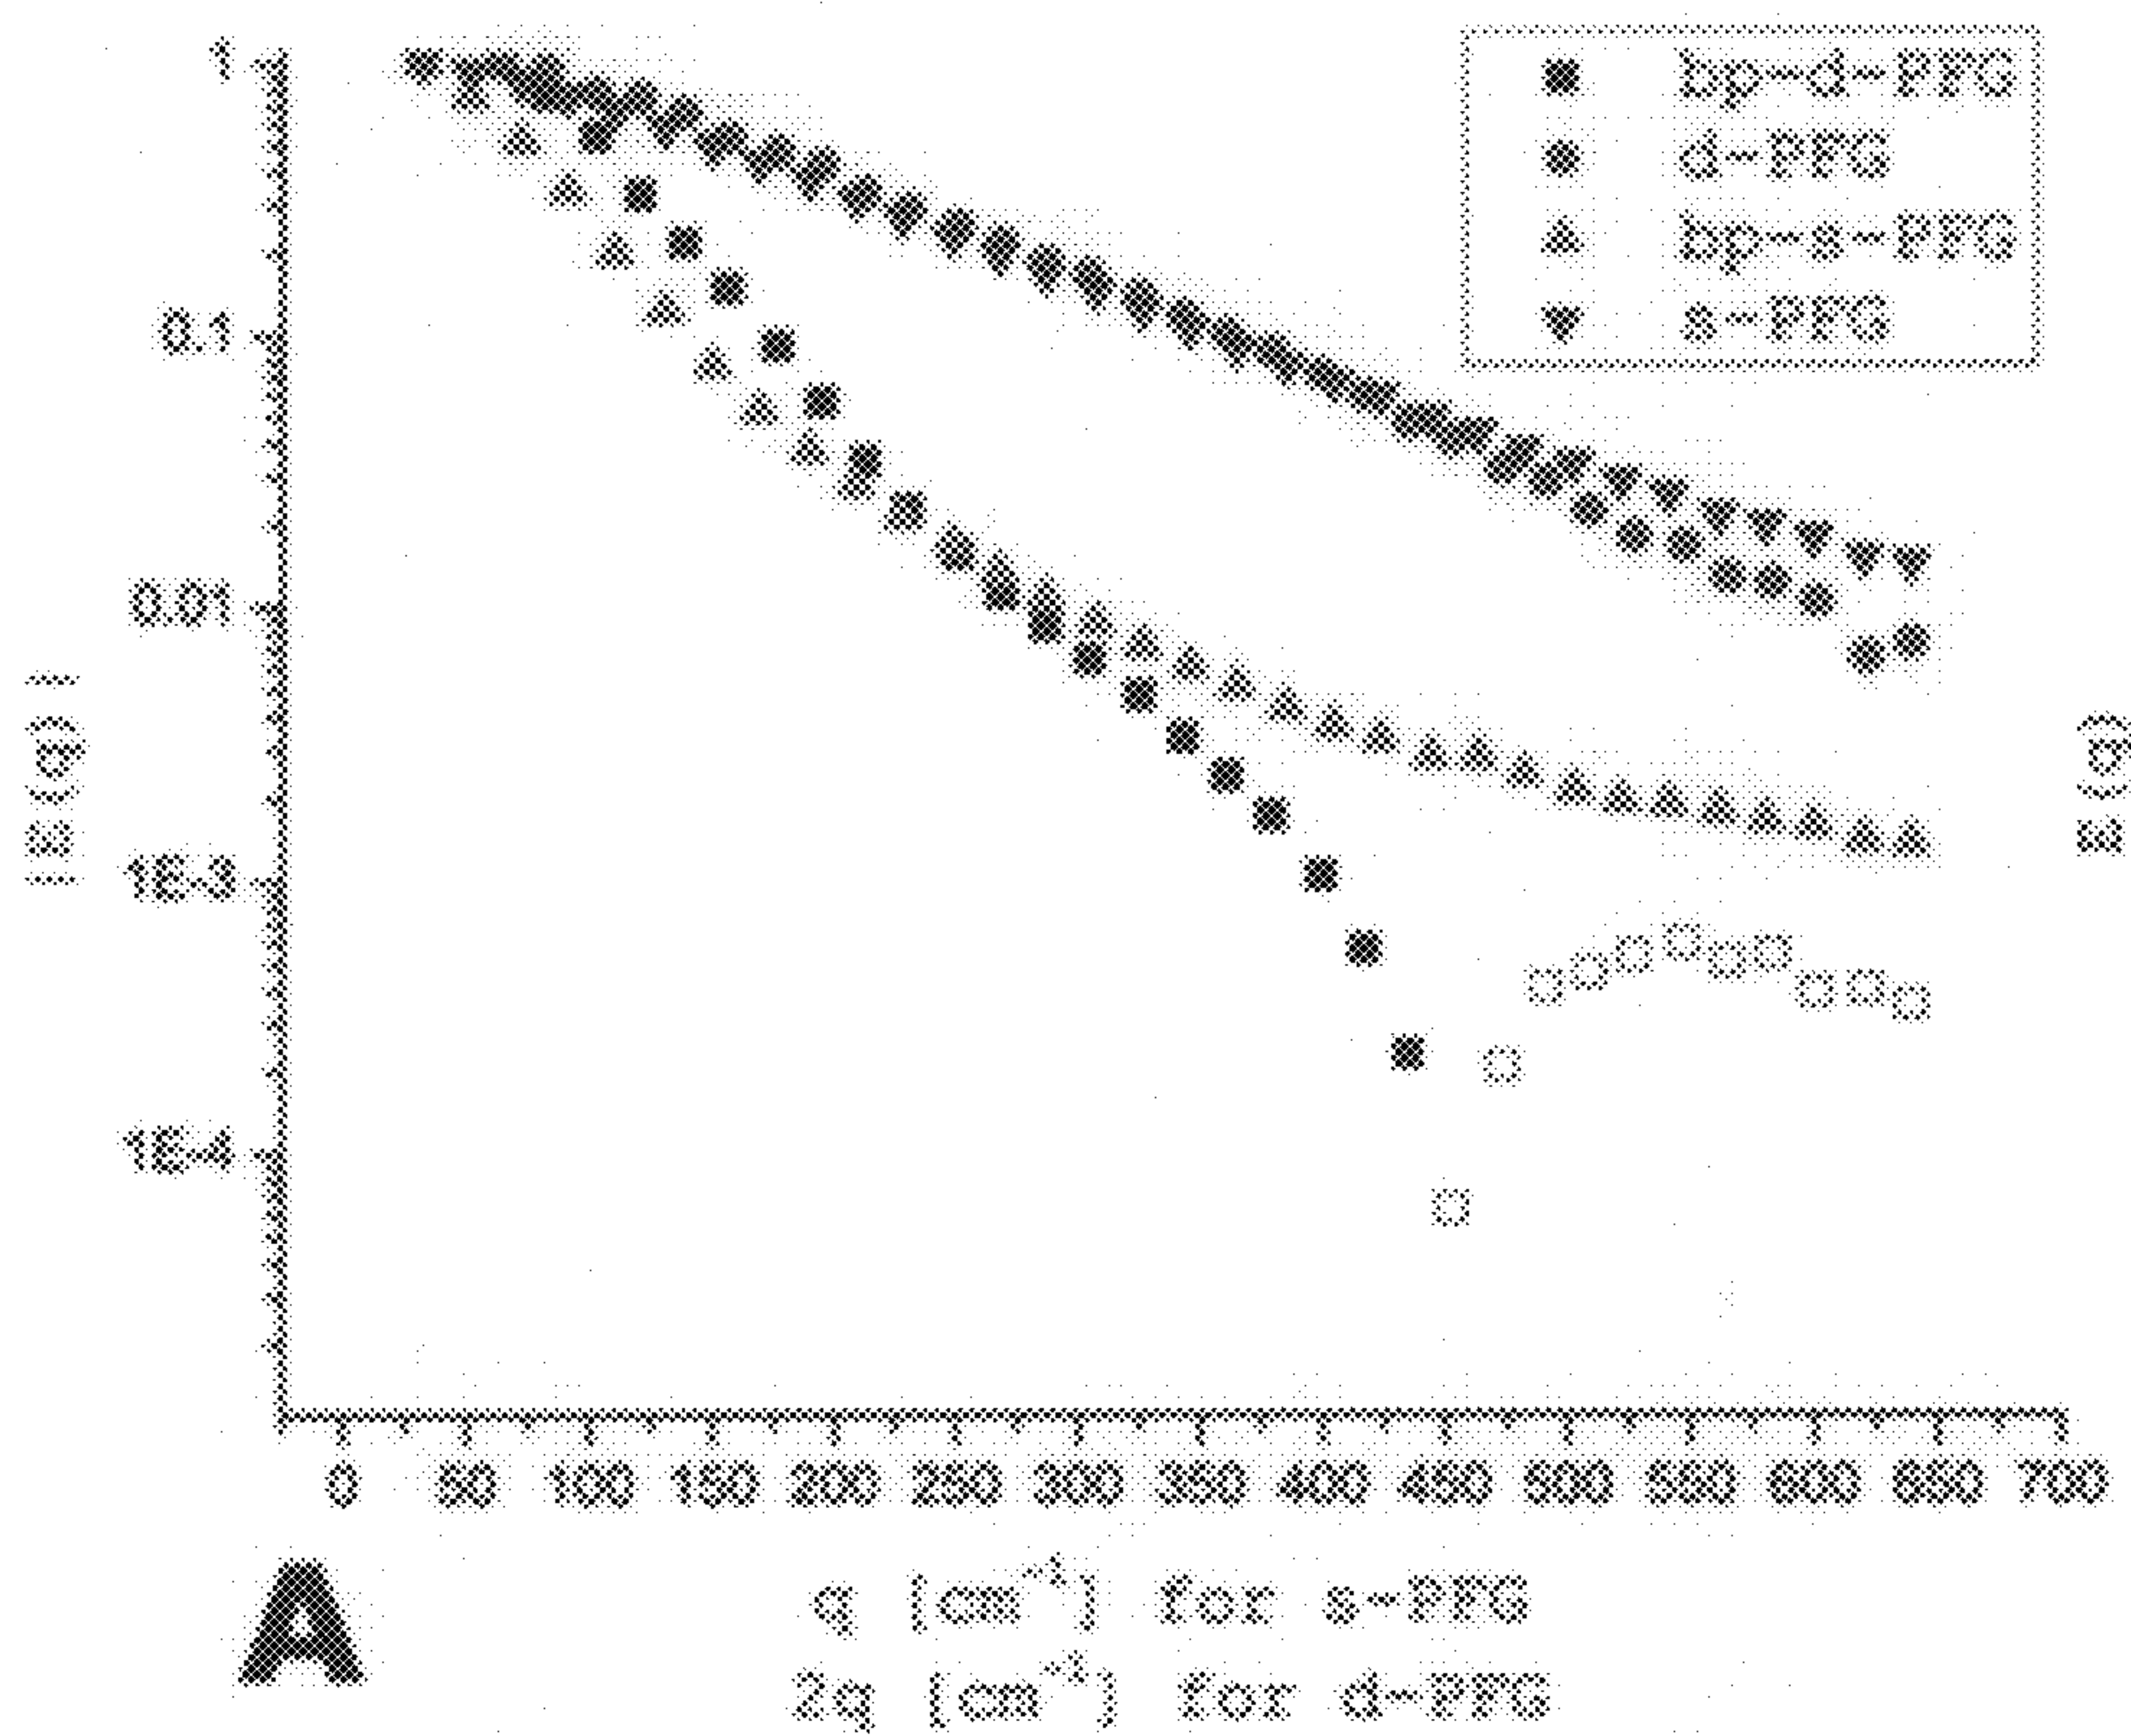 bp-d-PFG
d-PFG
bp-s-PFG
s-PFG
1
0.1
0.01
1E-3
1E-4
|E(q)|
E(q)
0 50 100 150 200 250 300 350 400 450 500 550 600 650 700
q [cm⁻¹] for s-PFG
2q [cm⁻¹] for d-PFG
A